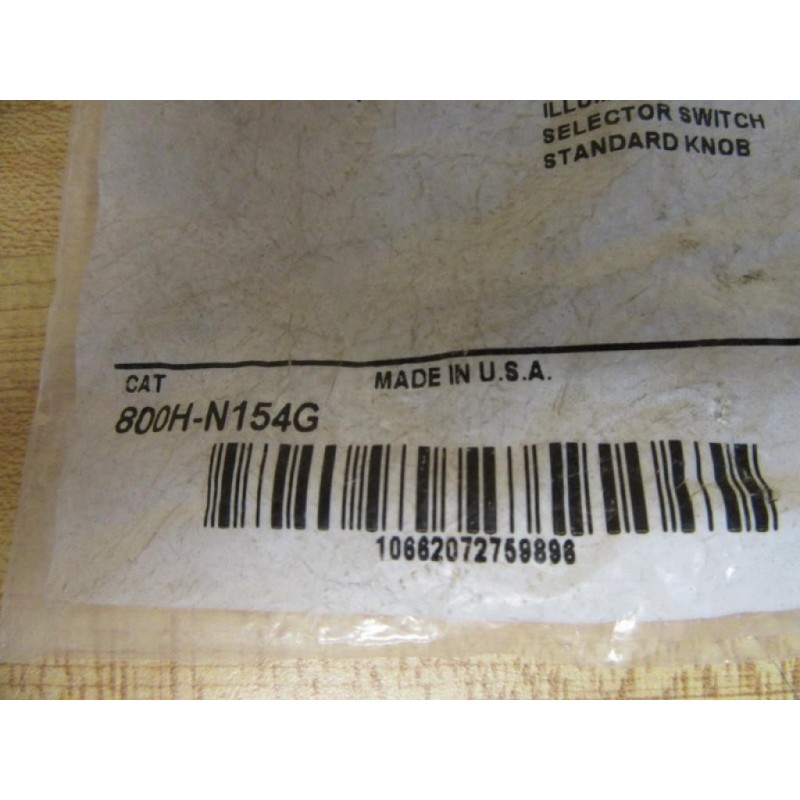 SELECTOR SWITCH
STANDARD KNOB
CAT
MADE IN U.S.A.
800H-N154G
10662072759898